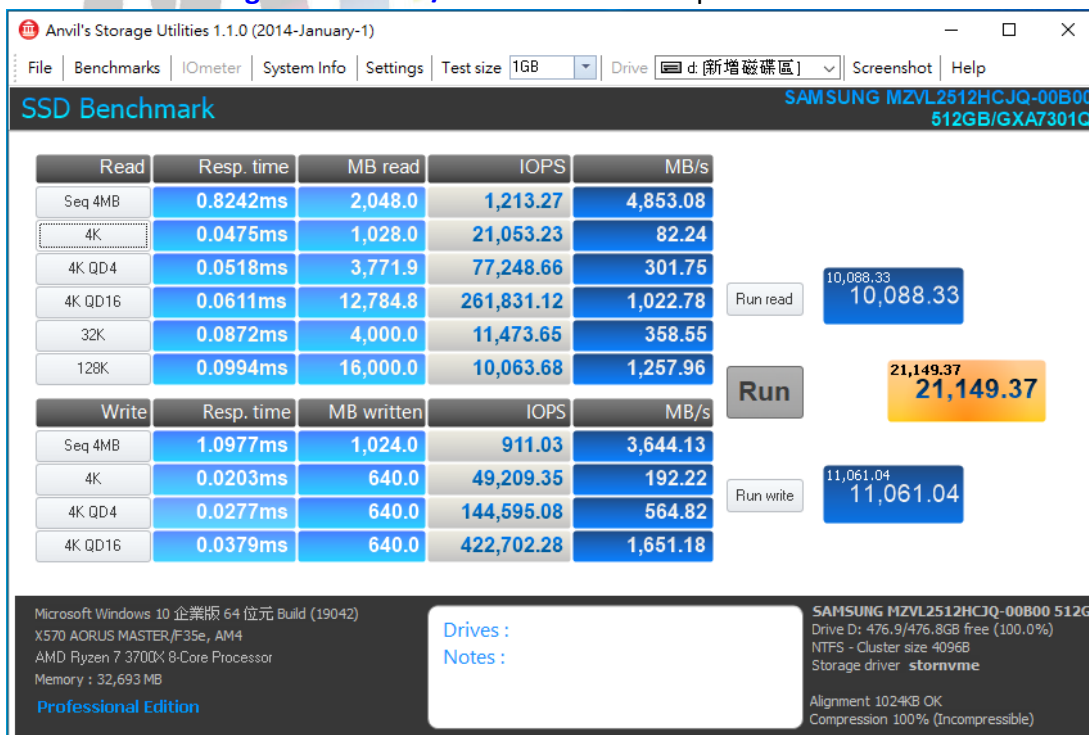 Anvil's Storage Utilities 1.1.0 (2014-January-1)
File Benchmarks IOmeter System Info Settings Test size 1GB Drive d: [新增磁碟區] Screenshot Help
SSD Benchmark
SAMSUNG MZVL2512HCJQ-00B00
512GB/GXA7301Q
Read Resp. time MB read IOPS MB/s
Seq 4MB 0.8242ms 2,048.0 1,213.27 4,853.08
4K 0.0475ms 1,028.0 21,053.23 82.24
4K QD4 0.0518ms 3,771.9 77,248.66 301.75
4K QD16 0.0611ms 12,784.8 261,831.12 1,022.78
32K 0.0872ms 4,000.0 11,473.65 358.55
128K 0.0994ms 16,000.0 10,063.68 1,257.96
Run read
10,088.33
10,088.33
Run
21,149.37
21,149.37
Write Resp. time MB written IOPS MB/s
Seq 4MB 1.0977ms 1,024.0 911.03 3,644.13
4K 0.0203ms 640.0 49,209.35 192.22
4K QD4 0.0277ms 640.0 144,595.08 564.82
4K QD16 0.0379ms 640.0 422,702.28 1,651.18
Run write
11,061.04
11,061.04
Microsoft Windows 10 企業版 64 位元 Build (19042)
X570 AORUS MASTER/F35e, AM4
AMD Ryzen 7 3700X 8-Core Processor
Memory : 32,693 MB
Professional Edition
Drives :
Notes :
SAMSUNG MZVL2512HCJQ-00B00 512G
Drive D: 476.9/476.8GB free (100.0%)
NTFS - Cluster size 4096B
Storage driver stornvme
Alignment 1024KB OK
Compression 100% (Incompressible)